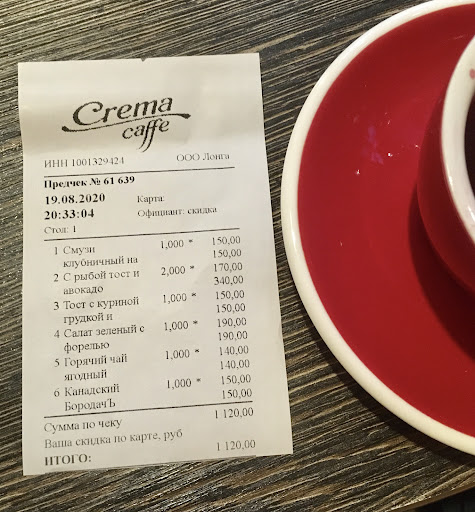 Crema
caffe
ИНН 1001329424 ООО Лонга
Предчек № 61 639
19.08.2020 Карта:
20:33:04 Официант: скидка
Стол: 1
1 Смузи 1,000 * 150,00
клубничный на 150,00
2 С рыбой тост и 2,000 * 170,00
авокадо 340,00
3 Тост с куриной 1,000 * 150,00
грудкой и 150,00
4 Салат зеленый с 1,000 * 190,00
форелью 190,00
5 Горячий чай 1,000 * 140,00
ягодный 140,00
6 Канадский 1,000 * 150,00
БородачЪ 150,00
Сумма по чеку 1 120,00
Ваша скидка по карте, руб
ИТОГО: 1 120,00